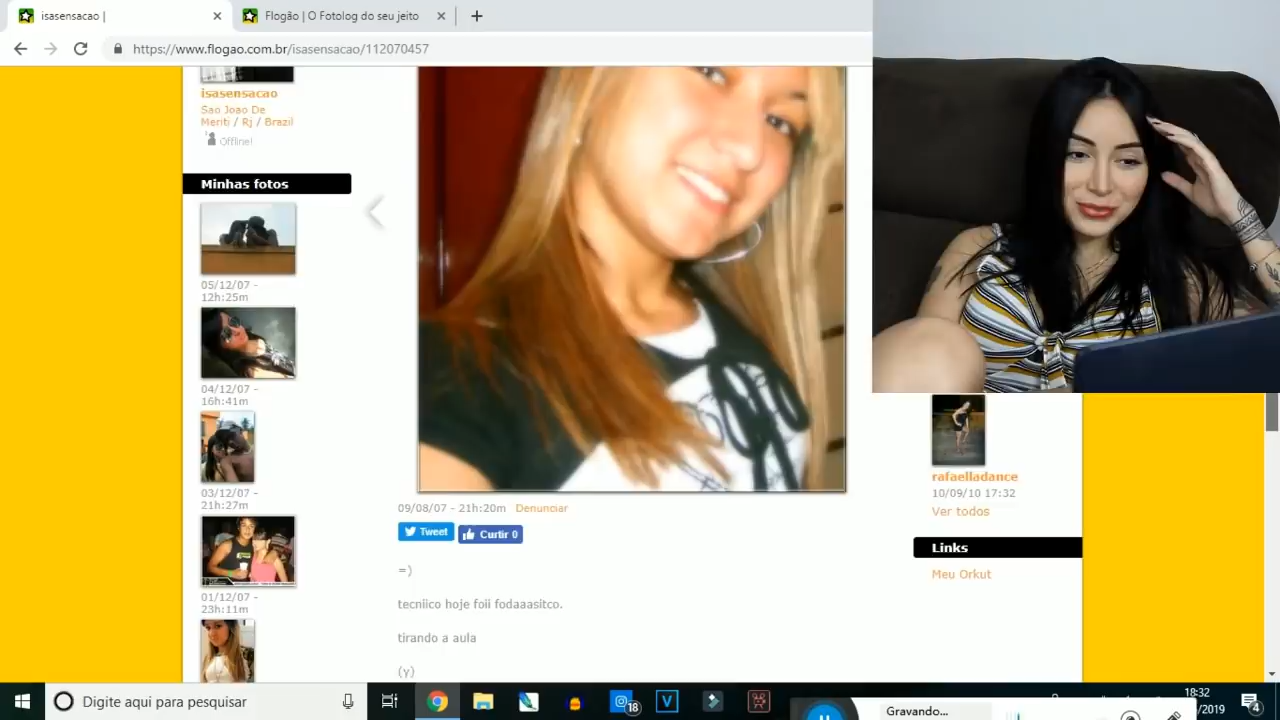 isasensacao |
Flogão | O Fotolog do seu jeito
https://www.flogao.com.br/isasensacao/112070457
isasensacao
Sao Joao De
Meriti / Rj / Brazil
Offline!
Minhas fotos
05/12/07 -
12h:25m
04/12/07 -
16h:41m
03/12/07 -
21h:27m
01/12/07 -
23h:11m
09/08/07 - 21h:20m Denunciar
Tweet
Curtir 0
=)
tecniico hoje foii fodaaasitco.
tirando a aula
(y)
rafaelladance
10/09/10 17:32
Ver todos
Links
Meu Orkut
Digite aqui para pesquisar
18
V
Gravando...
18:32
/2019
4